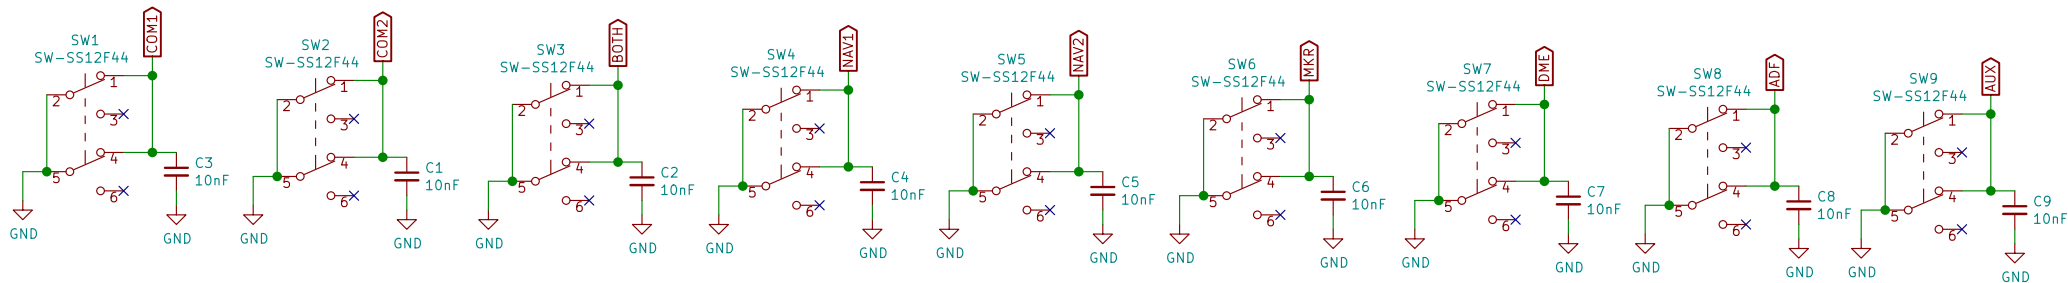 COM1
SW1
SW-SS12F44
1
2
3
4
5
6
C3
10nF
GND
GND
COM2
SW2
SW-SS12F44
1
2
3
4
5
6
C1
10nF
GND
GND
BOTH
SW3
SW-SS12F44
1
2
3
4
5
6
C2
10nF
GND
GND
NAV1
SW4
SW-SS12F44
1
2
3
4
5
6
C4
10nF
GND
GND
NAV2
SW5
SW-SS12F44
1
2
3
4
5
6
C5
10nF
GND
GND
MKR
SW6
SW-SS12F44
1
2
3
4
5
6
C6
10nF
GND
GND
DME
SW7
SW-SS12F44
1
2
3
4
5
6
C7
10nF
GND
GND
ADF
SW8
SW-SS12F44
1
2
3
4
5
6
C8
10nF
GND
GND
AUX
SW9
SW-SS12F44
1
2
3
4
5
6
C9
10nF
GND
GND